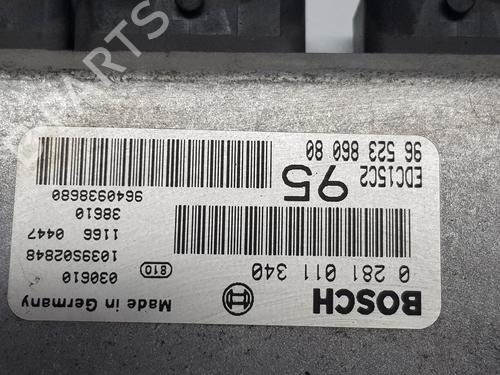 BOSCH
Made in Germany
0 281 011 340
810
030610
1039S02848
1166 0447
38610
9640938680
95
EDC15C2
96 523 860 80
PARTS